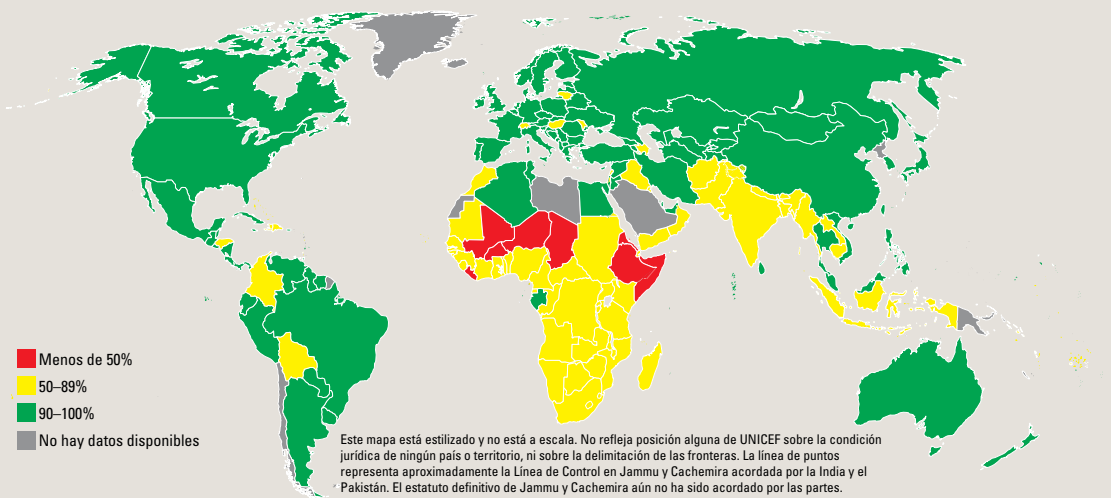 Menos de 50%
50–89%
90–100%
No hay datos disponibles
Este mapa está estilizado y no está a escala. No refleja posición alguna de UNICEF sobre la condición
jurídica de ningún país o territorio, ni sobre la delimitación de las fronteras. La línea de puntos
representa aproximadamente la Línea de Control en Jammu y Cachemira acordada por la India y el
Pakistán. El estatuto definitivo de Jammu y Cachemira aún no ha sido acordado por las partes.